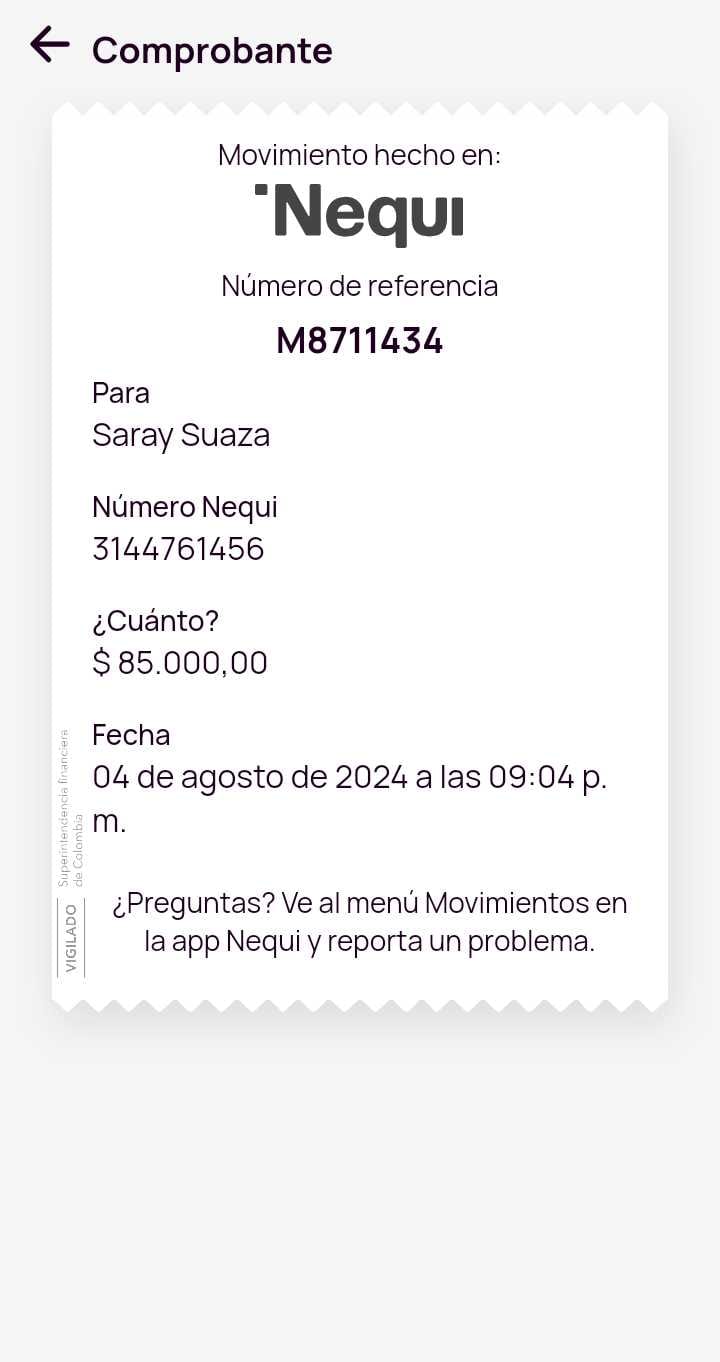 Comprobante
Movimiento hecho en:
Nequi
Número de referencia
M8711434
Para
Saray Suaza
Número Nequi
3144761456
¿Cuánto?
$ 85.000,00
Fecha
04 de agosto de 2024 a las 09:04 p.
m.
¿Preguntas? Ve al menú Movimientos en
la app Nequi y reporta un problema.
VIGILADO
Superintendencia financiera
de Colombia